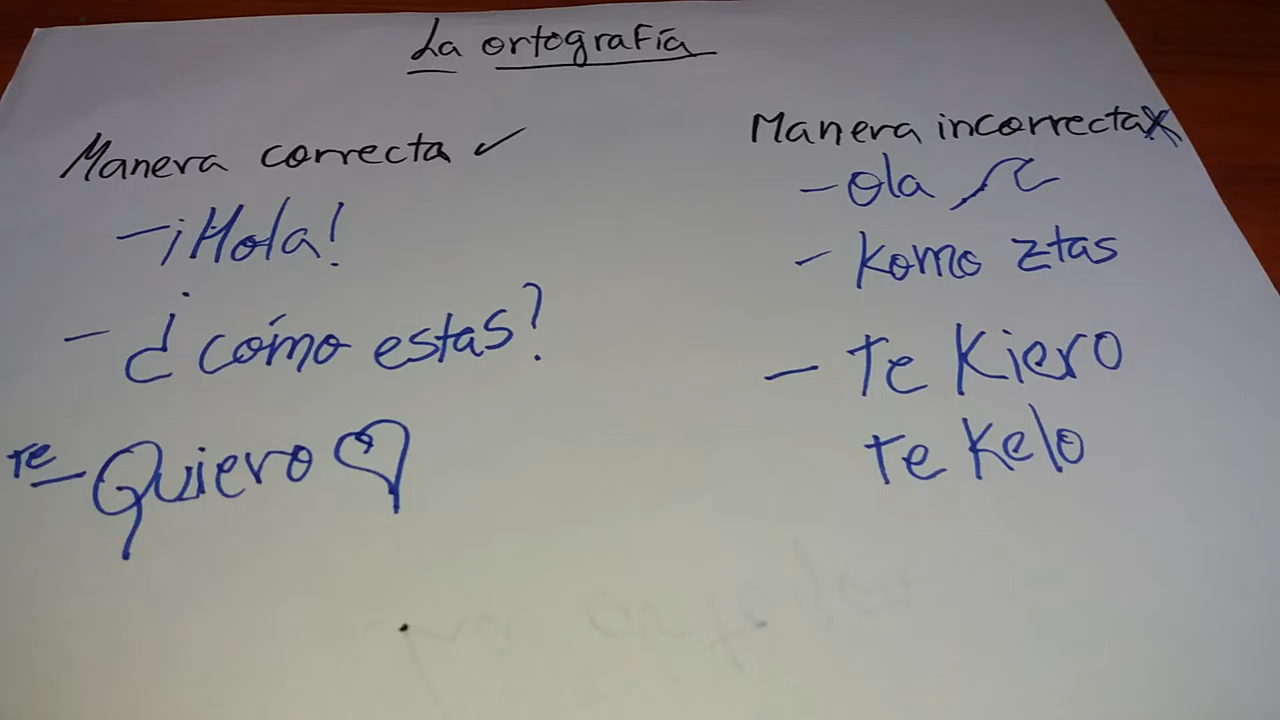 La ortografía
Manera correcta ✓
- ¡Hola!
- ¿cómo estas?
te - Quiero ♡
Manera incorrecta X
- Ola
- Komo ztas
- Te Kiero
te Kelo